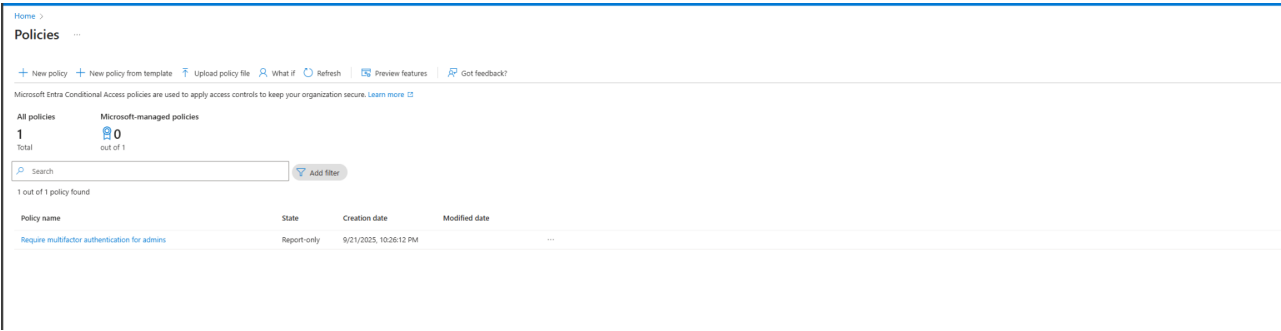 Home >
Policies ...
New policy New policy from template Upload policy file What if Refresh Preview features Got feedback?
Microsoft Entra Conditional Access policies are used to apply access controls to keep your organization secure. Learn more
All policies Microsoft-managed policies
1 0
Total out of 1
Search Add filter
1 out of 1 policy found
Policy name State Creation date Modified date
Require multifactor authentication for admins Report-only 9/21/2025, 10:26:12 PM ...